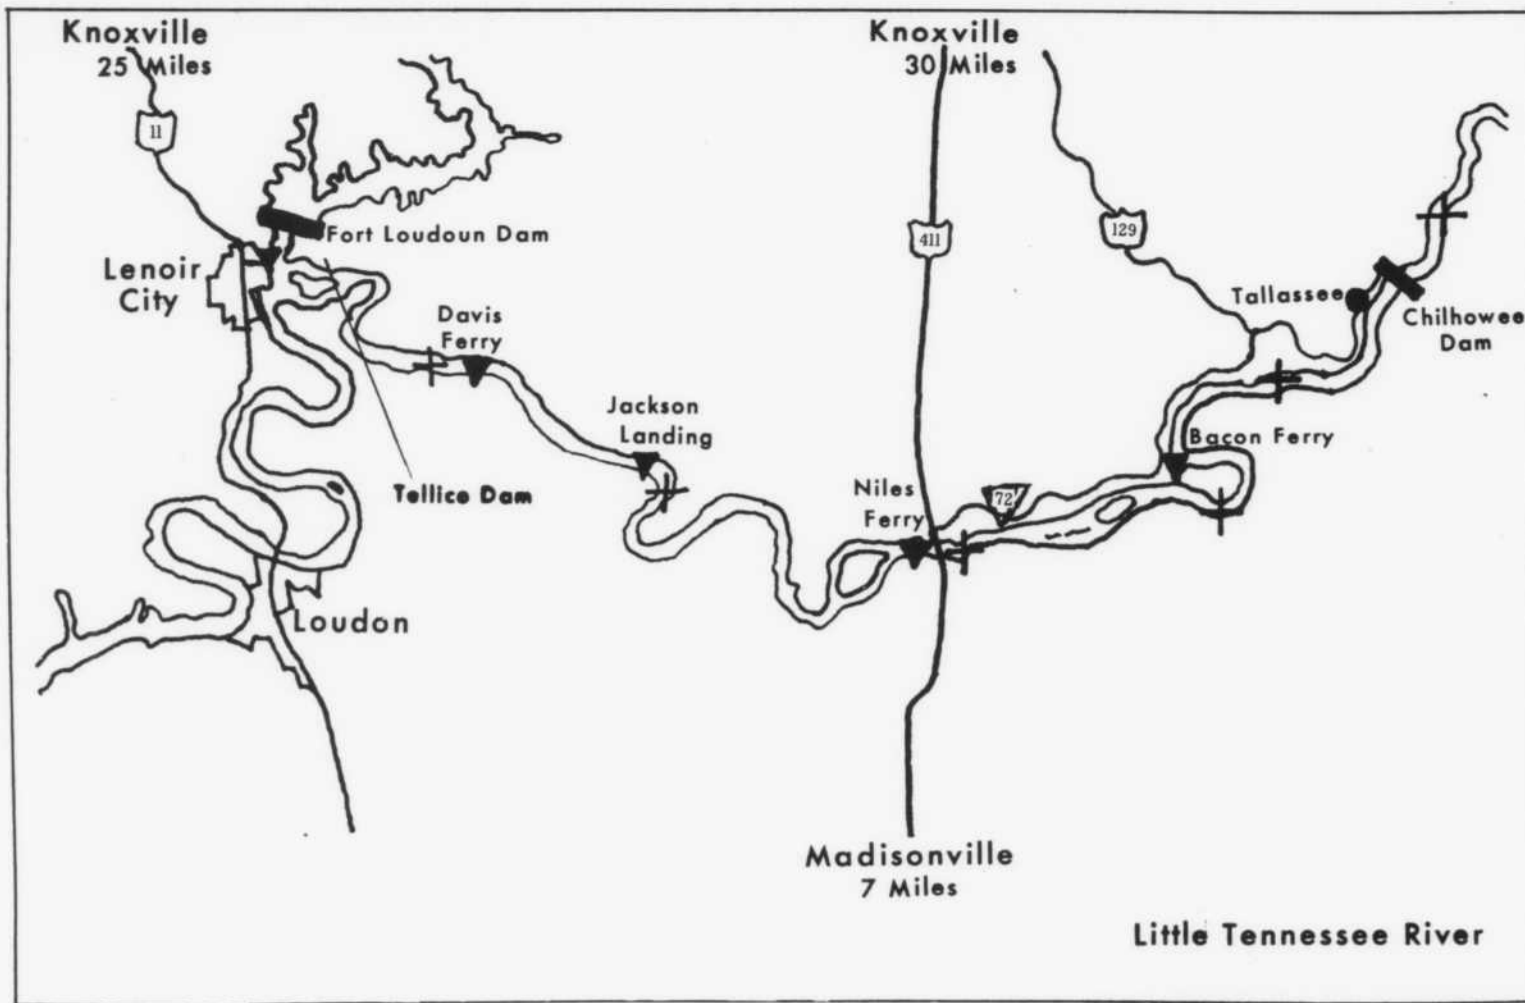 Knoxville
25 Miles
Knoxville
30 Miles
11
411
129
Fort Loudoun Dam
Lenoir
City
Tallassee
Chilhowee
Dam
Davis
Ferry
Jackson
Landing
Bacon Ferry
Tellice Dam
Niles
Ferry
72
Loudon
Madisonville
7 Miles
Little Tennessee River